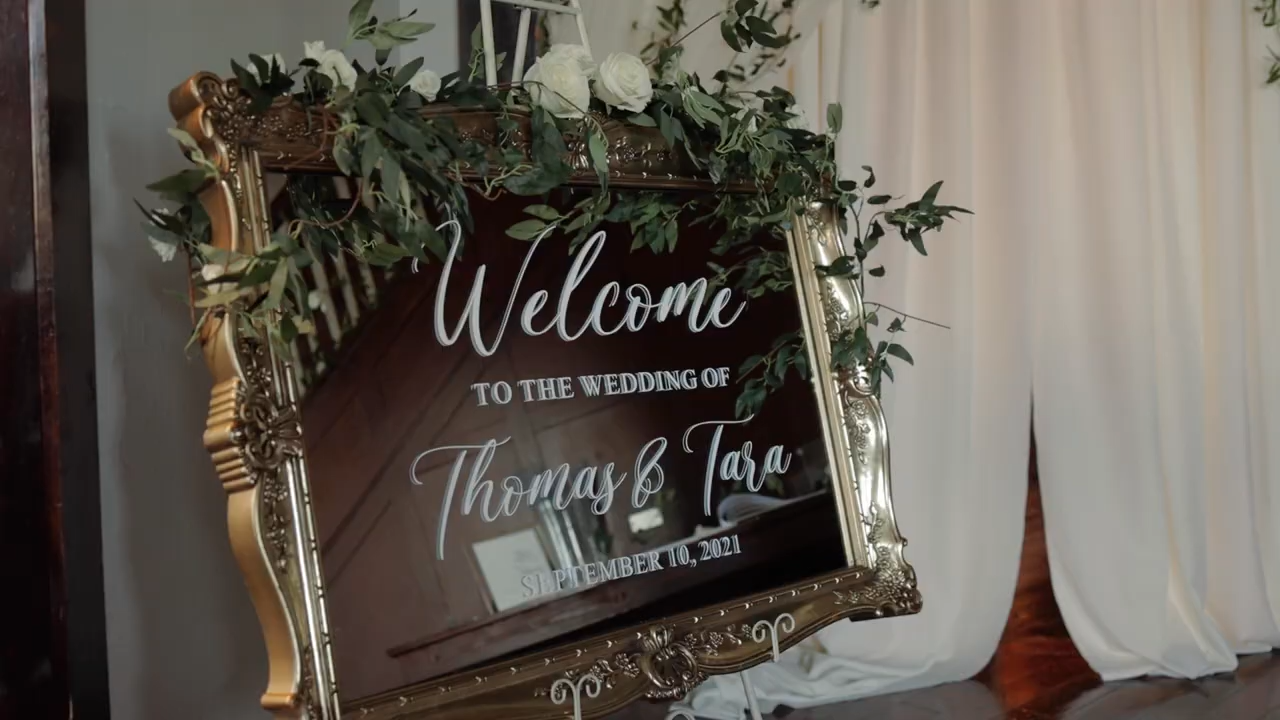 Welcome
TO THE WEDDING OF
Thomas & Tara
SEPTEMBER 10, 2021